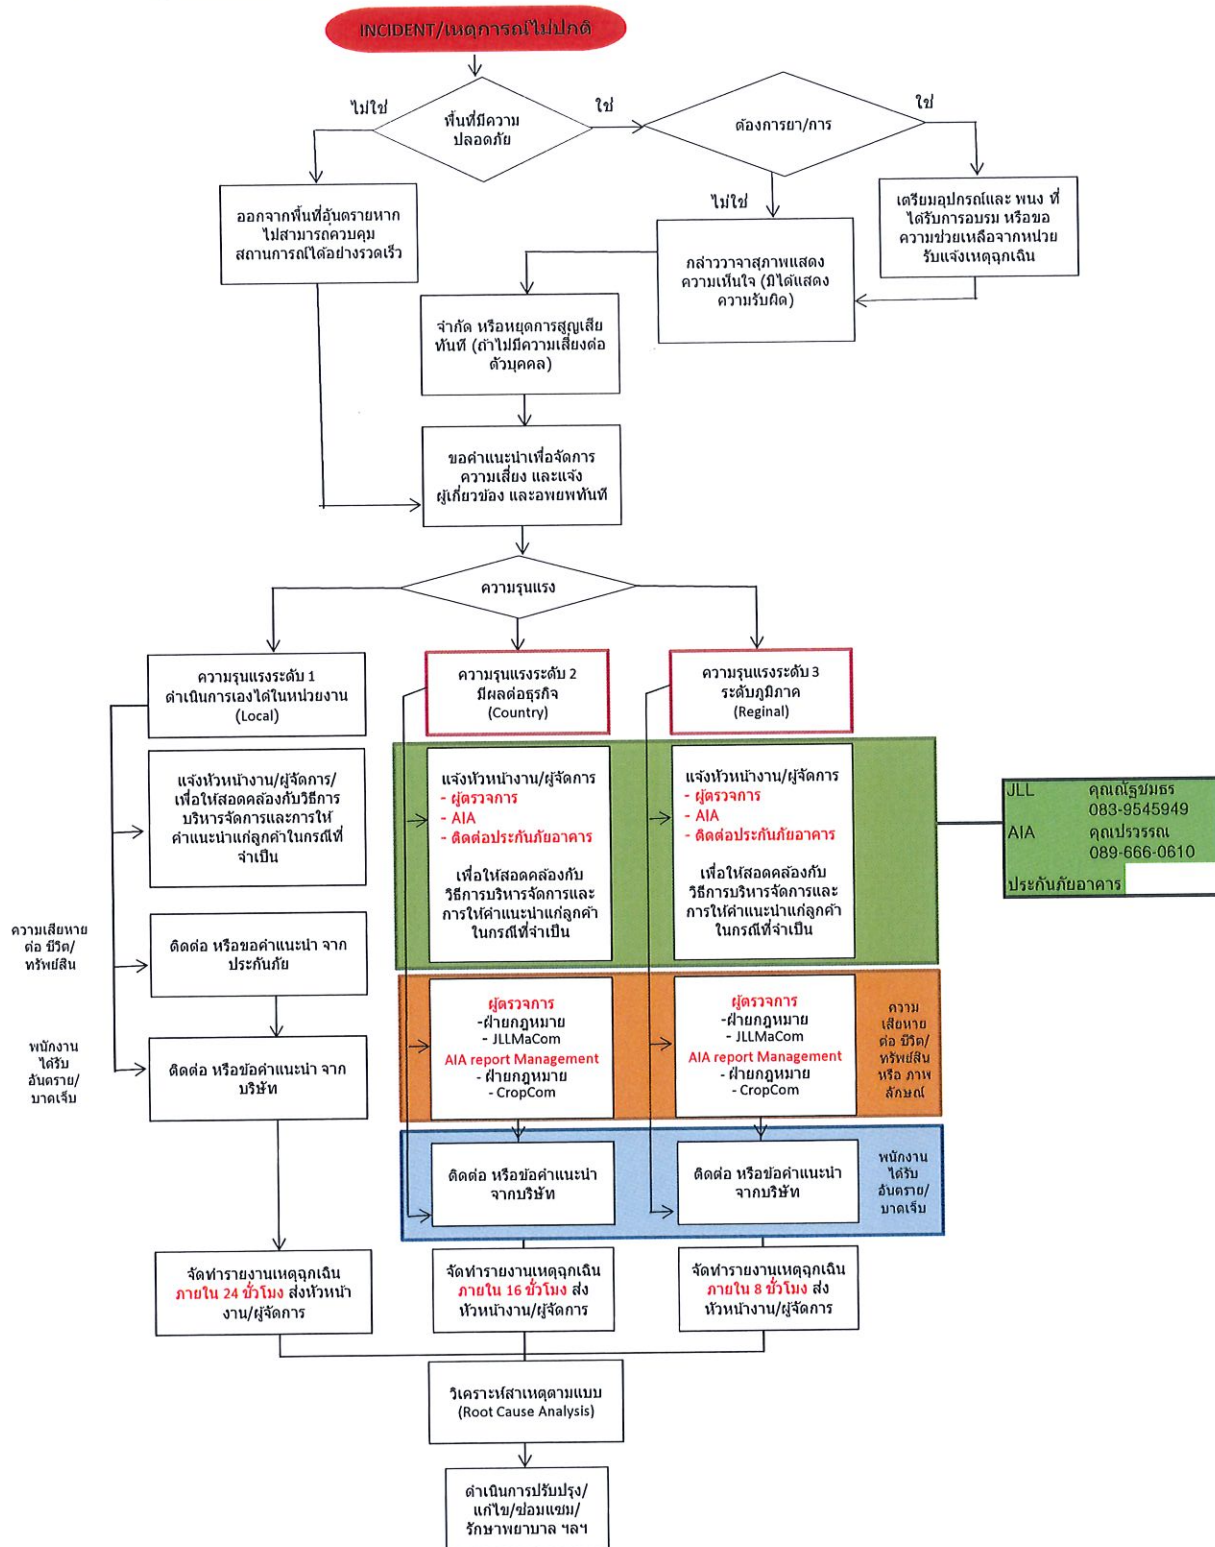 INCIDENT/เหตุการณ์ไม่ปกติ
ไม่ใช่
ใช่
ใช่
พื้นที่มีความ
ปลอดภัย
ต้องการยา/การ
ไม่ใช่
ออกจากพื้นที่อันตรายหาก
ไม่สามารถควบคุม
สถานการณ์ได้อย่างรวดเร็ว
เตรียมอุปกรณ์และ พนง ที่
ได้รับการอบรม หรือขอ
ความช่วยเหลือจากหน่วย
รับแจ้งเหตุฉุกเฉิน
กล่าววาจาสุภาพแสดง
ความเห็นใจ (มิได้แสดง
ความรับผิด)
จำกัด หรือหยุดการสูญเสีย
ทันที (ถ้าไม่มีความเสี่ยงต่อ
ตัวบุคคล)
ขอคำแนะนำเพื่อจัดการ
ความเสี่ยง และแจ้ง
ผู้เกี่ยวข้อง และอพยพทันที
ความรุนแรง
ความรุนแรงระดับ 1
ดำเนินการเองได้ในหน่วยงาน
(Local)
ความรุนแรงระดับ 2
มีผลต่อธุรกิจ
(Country)
ความรุนแรงระดับ 3
ระดับภูมิภาค
(Reginal)
แจ้งหัวหน้างาน/ผู้จัดการ/
เพื่อให้สอดคล้องกับวิธีการ
บริหารจัดการและการให้
คำแนะนำแก่ลูกค้าในกรณีที่
จำเป็น
แจ้งหัวหน้างาน/ผู้จัดการ
- ผู้ตรวจการ
- AIA
- ติดต่อประกันภัยอาคาร
เพื่อให้สอดคล้องกับ
วิธีการบริหารจัดการและ
การให้คำแนะนำแก่ลูกค้า
ในกรณีที่จำเป็น
แจ้งหัวหน้างาน/ผู้จัดการ
- ผู้ตรวจการ
- AIA
- ติดต่อประกันภัยอาคาร
เพื่อให้สอดคล้องกับ
วิธีการบริหารจัดการและ
การให้คำแนะนำแก่ลูกค้า
ในกรณีที่จำเป็น
JLL คุณณัฐชมธร
083-9545949
AIA คุณปรวรรณ
089-666-0610
ประกันภัยอาคาร
ความเสียหาย
ต่อ ชีวิต/
ทรัพย์สิน
ติดต่อ หรือขอคำแนะนำ จาก
ประกันภัย
พนักงาน
ได้รับ
อันตราย/
บาดเจ็บ
ติดต่อ หรือข้อคำแนะนำ จาก
บริษัท
ผู้ตรวจการ
-ฝ่ายกฎหมาย
- JLLMaCom
AIA report Management
- ฝ่ายกฎหมาย
- CropCom
ผู้ตรวจการ
-ฝ่ายกฎหมาย
- JLLMaCom
AIA report Management
- ฝ่ายกฎหมาย
- CropCom
ความ
เสียหาย
ต่อ ชีวิต/
ทรัพย์สิน
หรือ ภาพ
ลักษณ์
ติดต่อ หรือข้อคำแนะนำ
จากบริษัท
ติดต่อ หรือข้อคำแนะนำ
จากบริษัท
พนักงาน
ได้รับ
อันตราย/
บาดเจ็บ
จัดทำรายงานเหตุฉุกเฉิน
ภายใน 24 ชั่วโมง ส่งหัวหน้า
งาน/ผู้จัดการ
จัดทำรายงานเหตุฉุกเฉิน
ภายใน 16 ชั่วโมง ส่ง
หัวหน้างาน/ผู้จัดการ
จัดทำรายงานเหตุฉุกเฉิน
ภายใน 8 ชั่วโมง ส่ง
หัวหน้างาน/ผู้จัดการ
วิเคราะห์สาเหตุตามแบบ
(Root Cause Analysis)
ดำเนินการปรับปรุง/
แก้ไข/ซ่อมแซม/
รักษาพยาบาล ฯลฯ